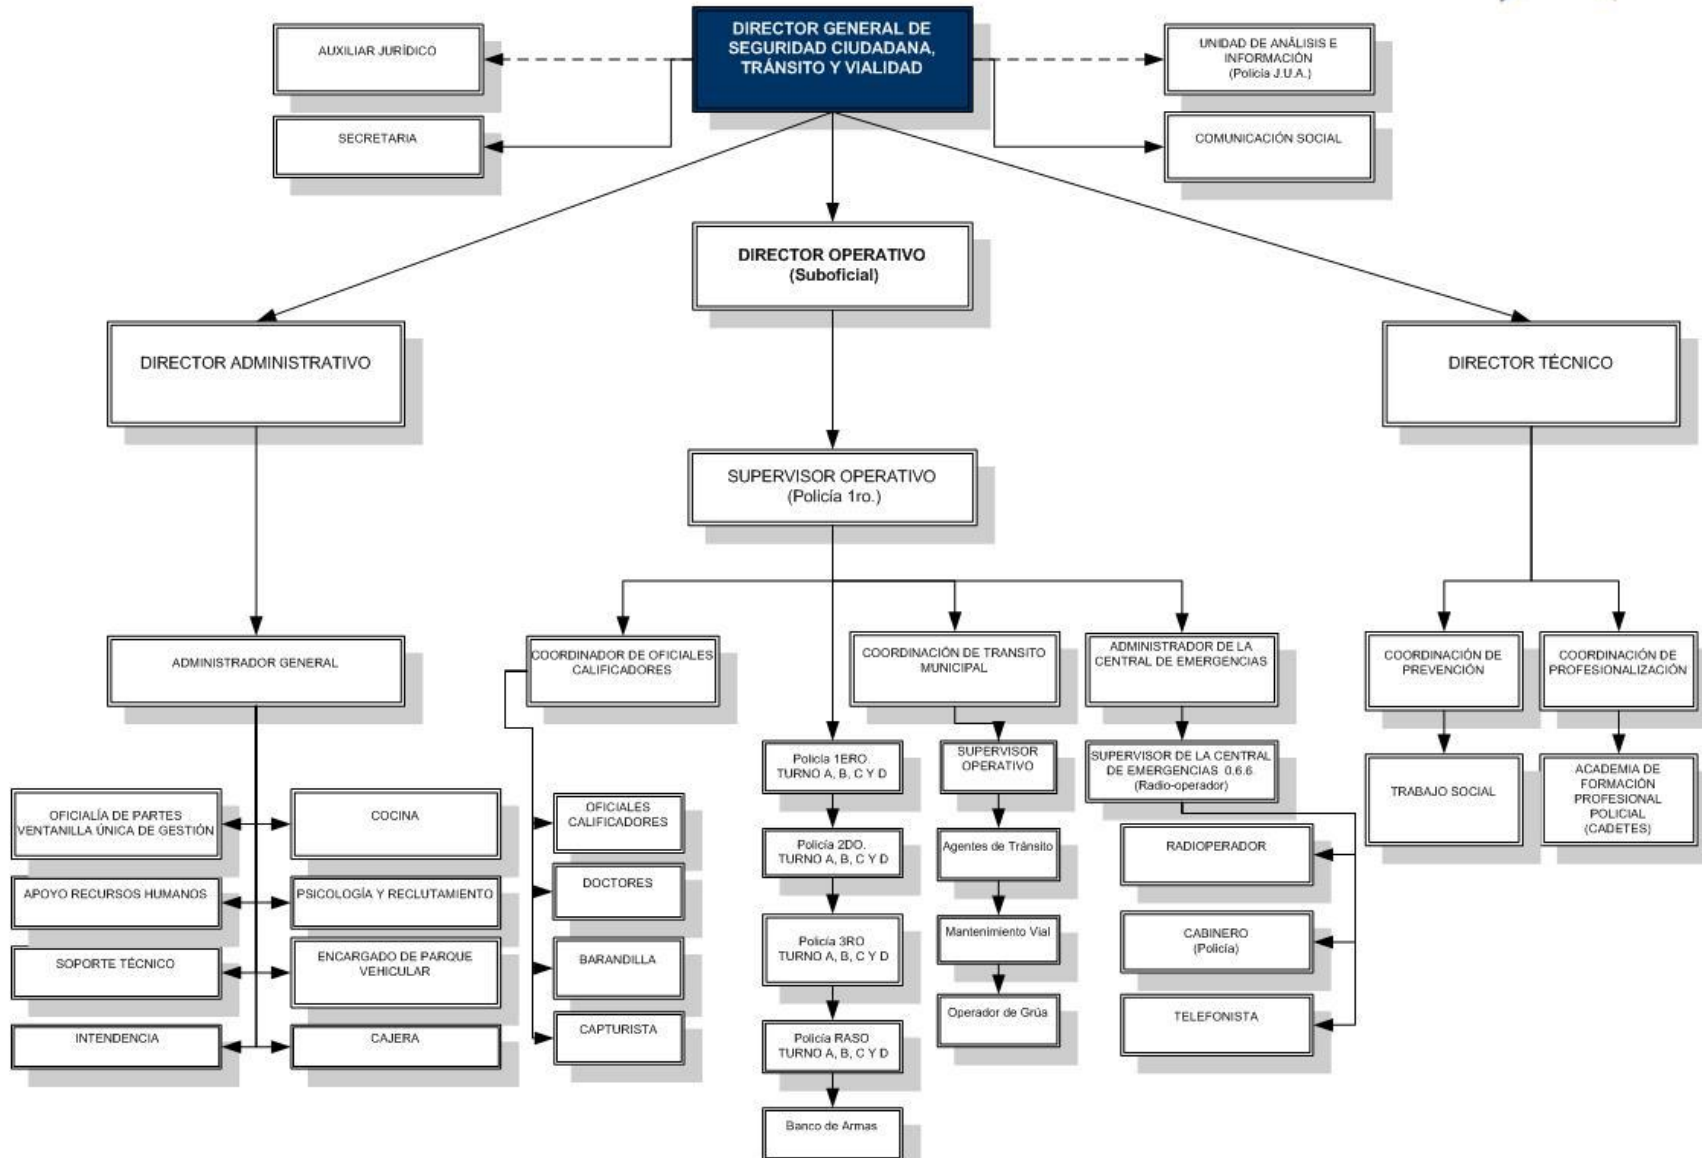 DIRECTOR GENERAL DE
SEGURIDAD CIUDADANA,
TRÁNSITO Y VIALIDAD
AUXILIAR JURÍDICO
UNIDAD DE ANÁLISIS E
INFORMACIÓN
(Policía J.U.A.)
SECRETARIA
COMUNICACIÓN SOCIAL
DIRECTOR OPERATIVO
(Suboficial)
DIRECTOR ADMINISTRATIVO
DIRECTOR TÉCNICO
SUPERVISOR OPERATIVO
(Policía 1ro.)
ADMINISTRADOR GENERAL
COORDINADOR DE OFICIALES
CALIFICADORES
COORDINACIÓN DE TRANSITO
MUNICIPAL
ADMINISTRADOR DE LA
CENTRAL DE EMERGENCIAS
COORDINACIÓN DE
PREVENCIÓN
COORDINACIÓN DE
PROFESIONALIZACIÓN
OFICIALÍA DE PARTES
VENTANILLA ÚNICA DE GESTIÓN
COCINA
APOYO RECURSOS HUMANOS
PSICOLOGÍA Y RECLUTAMIENTO
SOPORTE TÉCNICO
ENCARGADO DE PARQUE
VEHICULAR
INTENDENCIA
CAJERA
OFICIALES
CALIFICADORES
DOCTORES
BARANDILLA
CAPTURISTA
Policía 1ERO.
TURNO A, B, C Y D
Policía 2DO.
TURNO A, B, C Y D
Policía 3RO
TURNO A, B, C Y D
Policía RASO
TURNO A, B, C Y D
Banco de Armas
SUPERVISOR
OPERATIVO
Agentes de Tránsito
Mantenimiento Vial
Operador de Grúa
SUPERVISOR DE LA CENTRAL
DE EMERGENCIAS 0.6.6
(Radio-operador)
RADIOPERADOR
CABINERO
(Policía)
TELEFONISTA
TRABAJO SOCIAL
ACADEMIA DE
FORMACIÓN
PROFESIONAL
POLICIAL
(CADETES)